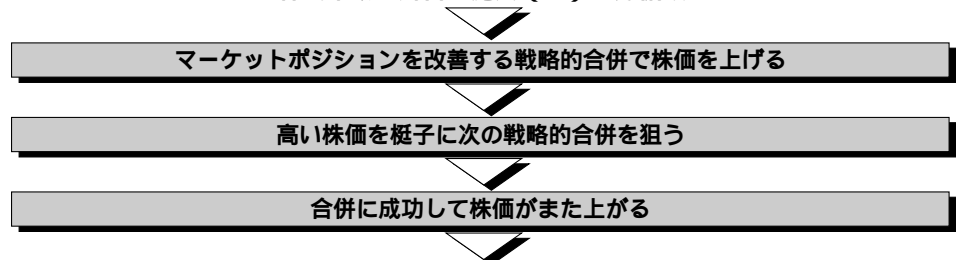 マーケットポジションを改善する戦略的合併で株価を上げる
高い株価を梃子に次の戦略的合併を狙う
合併に成功して株価がまた上がる